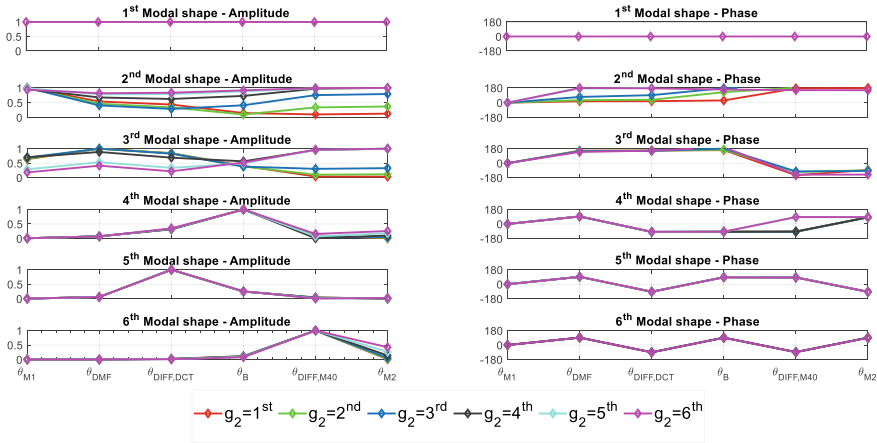 1st Modal shape - Amplitude
1
0.5
0
2nd Modal shape - Amplitude
1
0.5
0
3rd Modal shape - Amplitude
1
0.5
0
4th Modal shape - Amplitude
1
0.5
0
5th Modal shape - Amplitude
1
0.5
0
6th Modal shape - Amplitude
1
0.5
0
θM1 θDMF θDIFF,DCT θB θDIFF,M40 θM2
1st Modal shape - Phase
180
0
-180
2nd Modal shape - Phase
180
0
-180
3rd Modal shape - Phase
180
0
-180
4th Modal shape - Phase
180
0
-180
5th Modal shape - Phase
180
0
-180
6th Modal shape - Phase
180
0
-180
θM1 θDMF θDIFF,DCT θB θDIFF,M40 θM2
g2=1st g2=2nd g2=3rd g2=4th g2=5th g2=6th